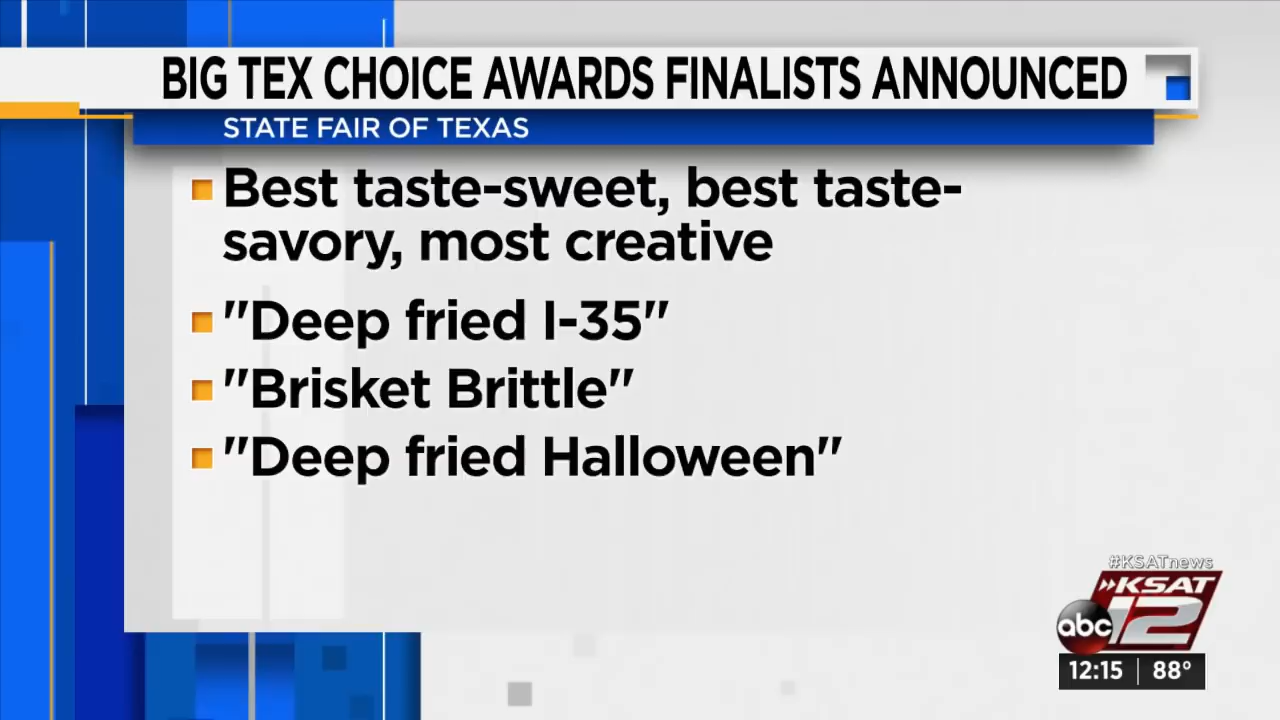 BIG TEX CHOICE AWARDS FINALISTS ANNOUNCED
STATE FAIR OF TEXAS
Best taste-sweet, best taste-
savory, most creative
"Deep fried I-35"
"Brisket Brittle"
"Deep fried Halloween"
#KSATnews
KSAT
abc 12
12:15 | 88°